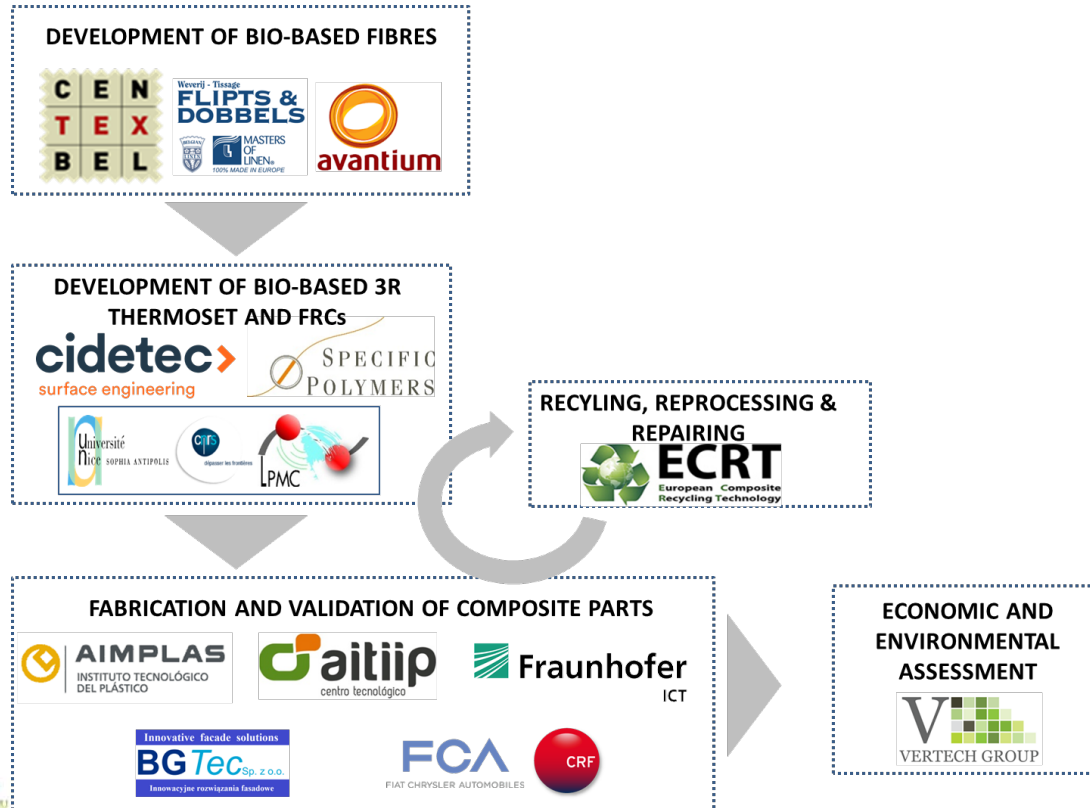 DEVELOPMENT OF BIO-BASED FIBRES
C E N
T E X
B E L
Weverij - Tissage
FLIPTS &
DOBBELS
MASTERS
OF
LINEN®
100% MADE IN EUROPE
avantium
DEVELOPMENT OF BIO-BASED 3R
THERMOSET AND FRCs
cidetec>
surface engineering
SPECIFIC
POLYMERS
Université
nice SOPHIA ANTIPOLIS
cnrs
dépasser les frontières
LPMC
RECYLING, REPROCESSING &
REPAIRING
ECRT
European Composite
Recycling Technology
FABRICATION AND VALIDATION OF COMPOSITE PARTS
AIMPLAS
INSTITUTO TECNOLÓGICO
DEL PLÁSTICO
aitiip
centro tecnológico
Fraunhofer
ICT
Innovative facade solutions
BGTec Sp. z o.o.
Innowacyjne rozwiązania fasadowe
FCA
FIAT CHRYSLER AUTOMOBILES
CRF
ECONOMIC AND
ENVIRONMENTAL
ASSESSMENT
V
VERTECH GROUP